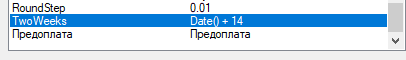 RoundStep 0.01
TwoWeeks Date() + 14
Предоплата Предоплата